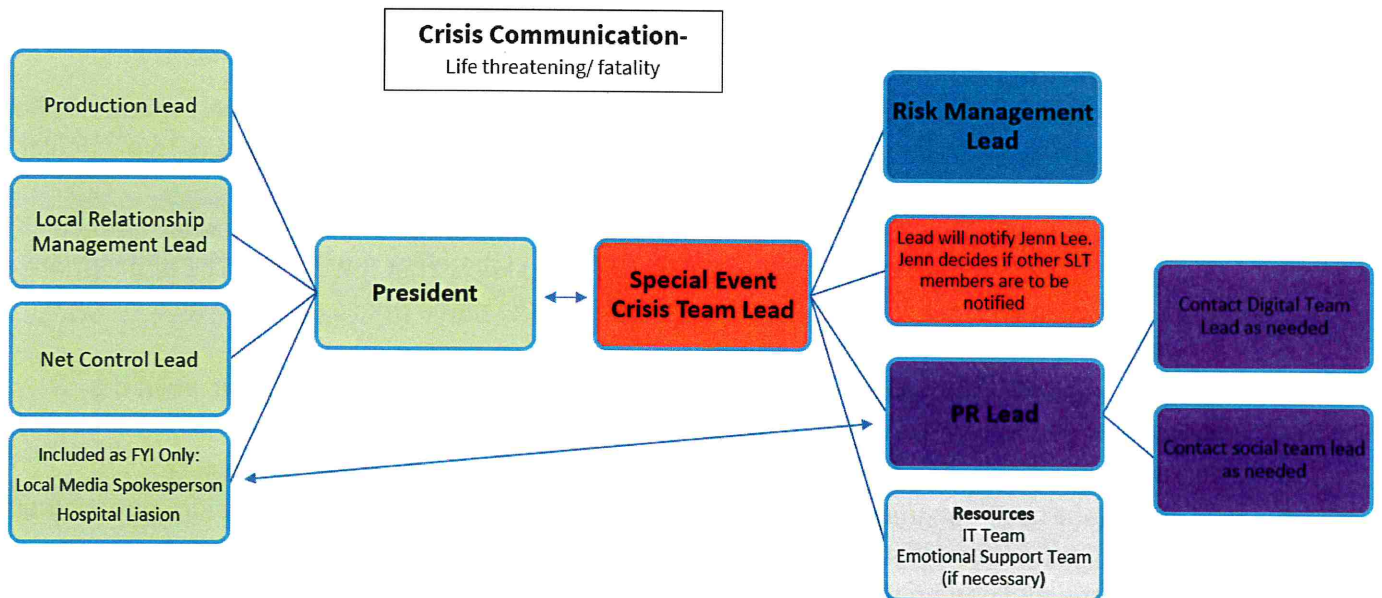 Crisis Communication-
Life threatening/ fatality
Production Lead
Local Relationship
Management Lead
Net Control Lead
Included as FYI Only:
Local Media Spokesperson
Hospital Liasion
President
Special Event
Crisis Team Lead
Risk Management
Lead
Lead will notify Jenn Lee.
Jenn decides if other SLT
members are to be
notified
PR Lead
Resources
IT Team
Emotional Support Team
(if necessary)
Contact Digital Team
Lead as needed
Contact social team lead
as needed